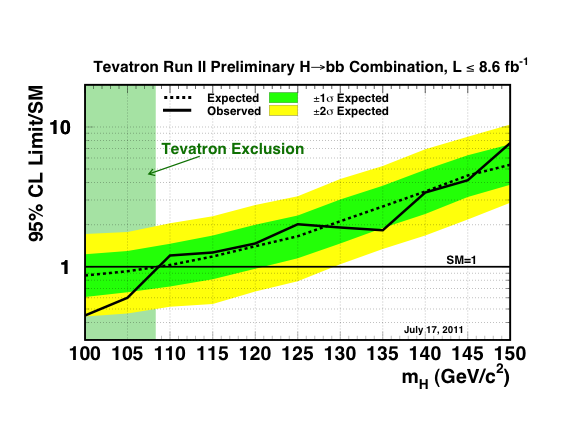 Tevatron Run II Preliminary H→bb Combination, L ≤ 8.6 fb⁻¹
95% CL Limit/SM
Expected
Observed
±1σ Expected
±2σ Expected
10
Tevatron Exclusion
1
SM=1
July 17, 2011
100 105 110 115 120 125 130 135 140 145 150
m_H (GeV/c²)